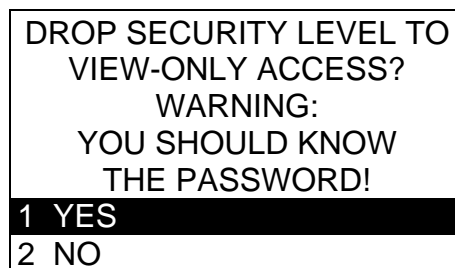 DROP SECURITY LEVEL TO
VIEW-ONLY ACCESS?
WARNING:
YOU SHOULD KNOW
THE PASSWORD!
1 YES
2 NO